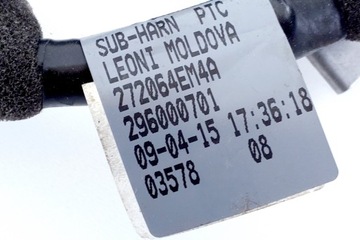 SUB-HARN PTC
LEONI MOLDOVA
272064EM4A
296000701
09-04-15 17:36:18
03578 08